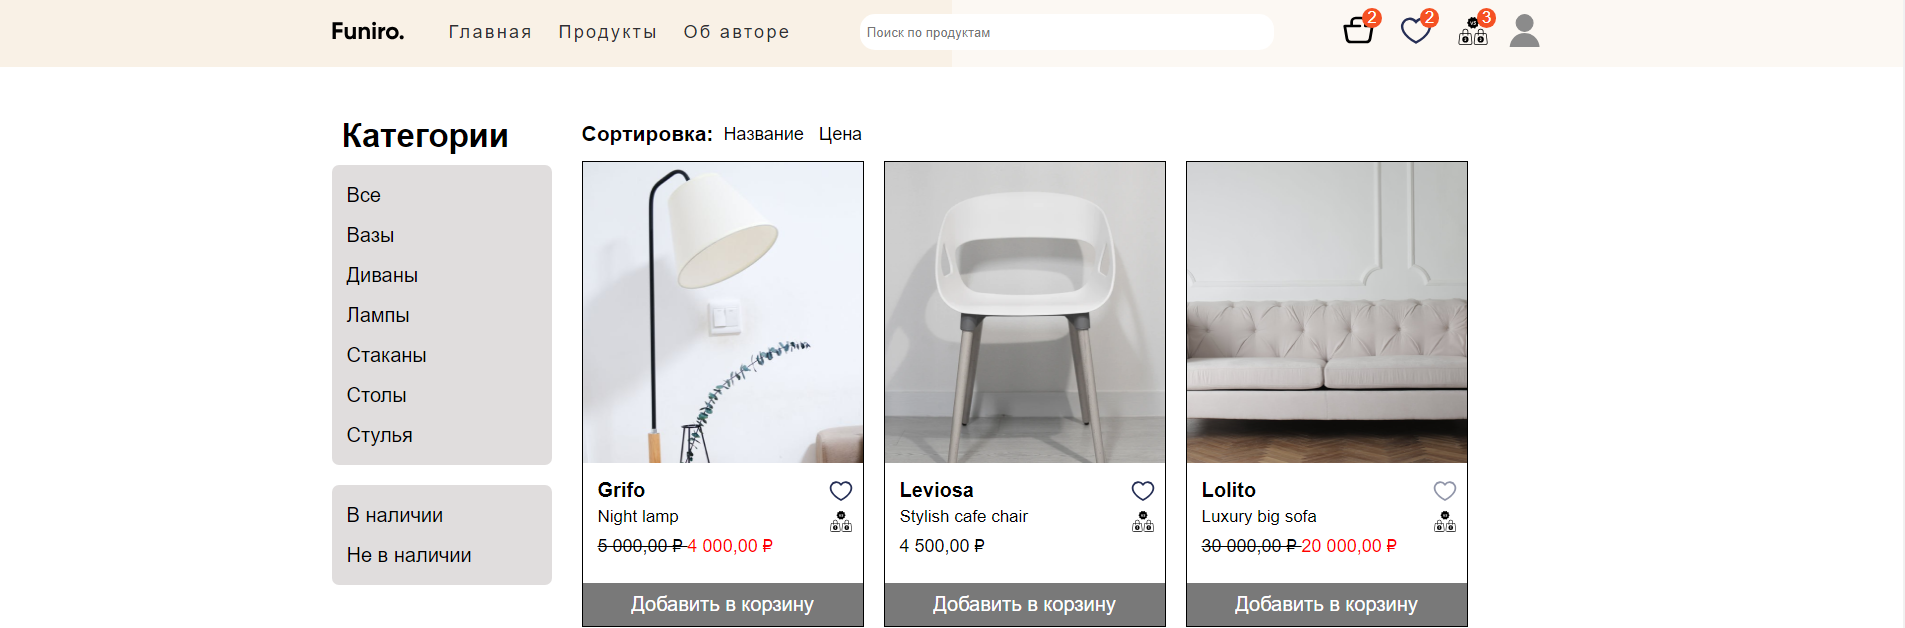 Funiro.
Главная Продукты Об авторе
Поиск по продуктам
2
2
3
Категории
Все
Вазы
Диваны
Лампы
Стаканы
Столы
Стулья
В наличии
Не в наличии
Сортировка: Название Цена
Grifo
Night lamp
5 000,00 ₽ 4 000,00 ₽
Добавить в корзину
Leviosa
Stylish cafe chair
4 500,00 ₽
Добавить в корзину
Lolito
Luxury big sofa
30 000,00 ₽ 20 000,00 ₽
Добавить в корзину